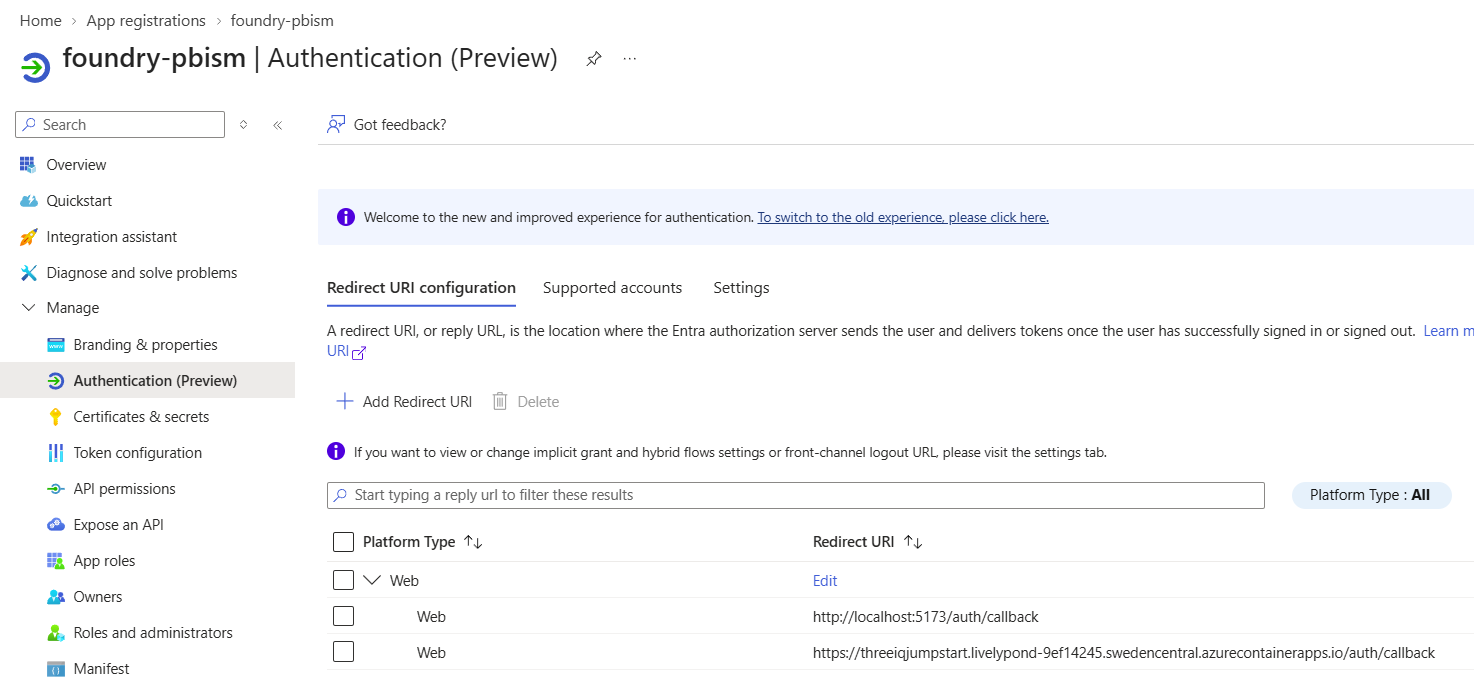 Home > App registrations > foundry-pbism
foundry-pbism | Authentication (Preview)
Search
Got feedback?
Overview
Quickstart
Integration assistant
Diagnose and solve problems
Manage
Branding & properties
Authentication (Preview)
Certificates & secrets
Token configuration
API permissions
Expose an API
App roles
Owners
Roles and administrators
Manifest
Welcome to the new and improved experience for authentication. To switch to the old experience, please click here.
Redirect URI configuration Supported accounts Settings
A redirect URI, or reply URL, is the location where the Entra authorization server sends the user and delivers tokens once the user has successfully signed in or signed out. Learn m
URI
Add Redirect URI Delete
If you want to view or change implicit grant and hybrid flows settings or front-channel logout URL, please visit the settings tab.
Start typing a reply url to filter these results Platform Type : All
Platform Type Redirect URI
Web Edit
Web http://localhost:5173/auth/callback
Web https://threeiqjumpstart.livelypond-9ef14245.swedencentral.azurecontainerapps.io/auth/callback